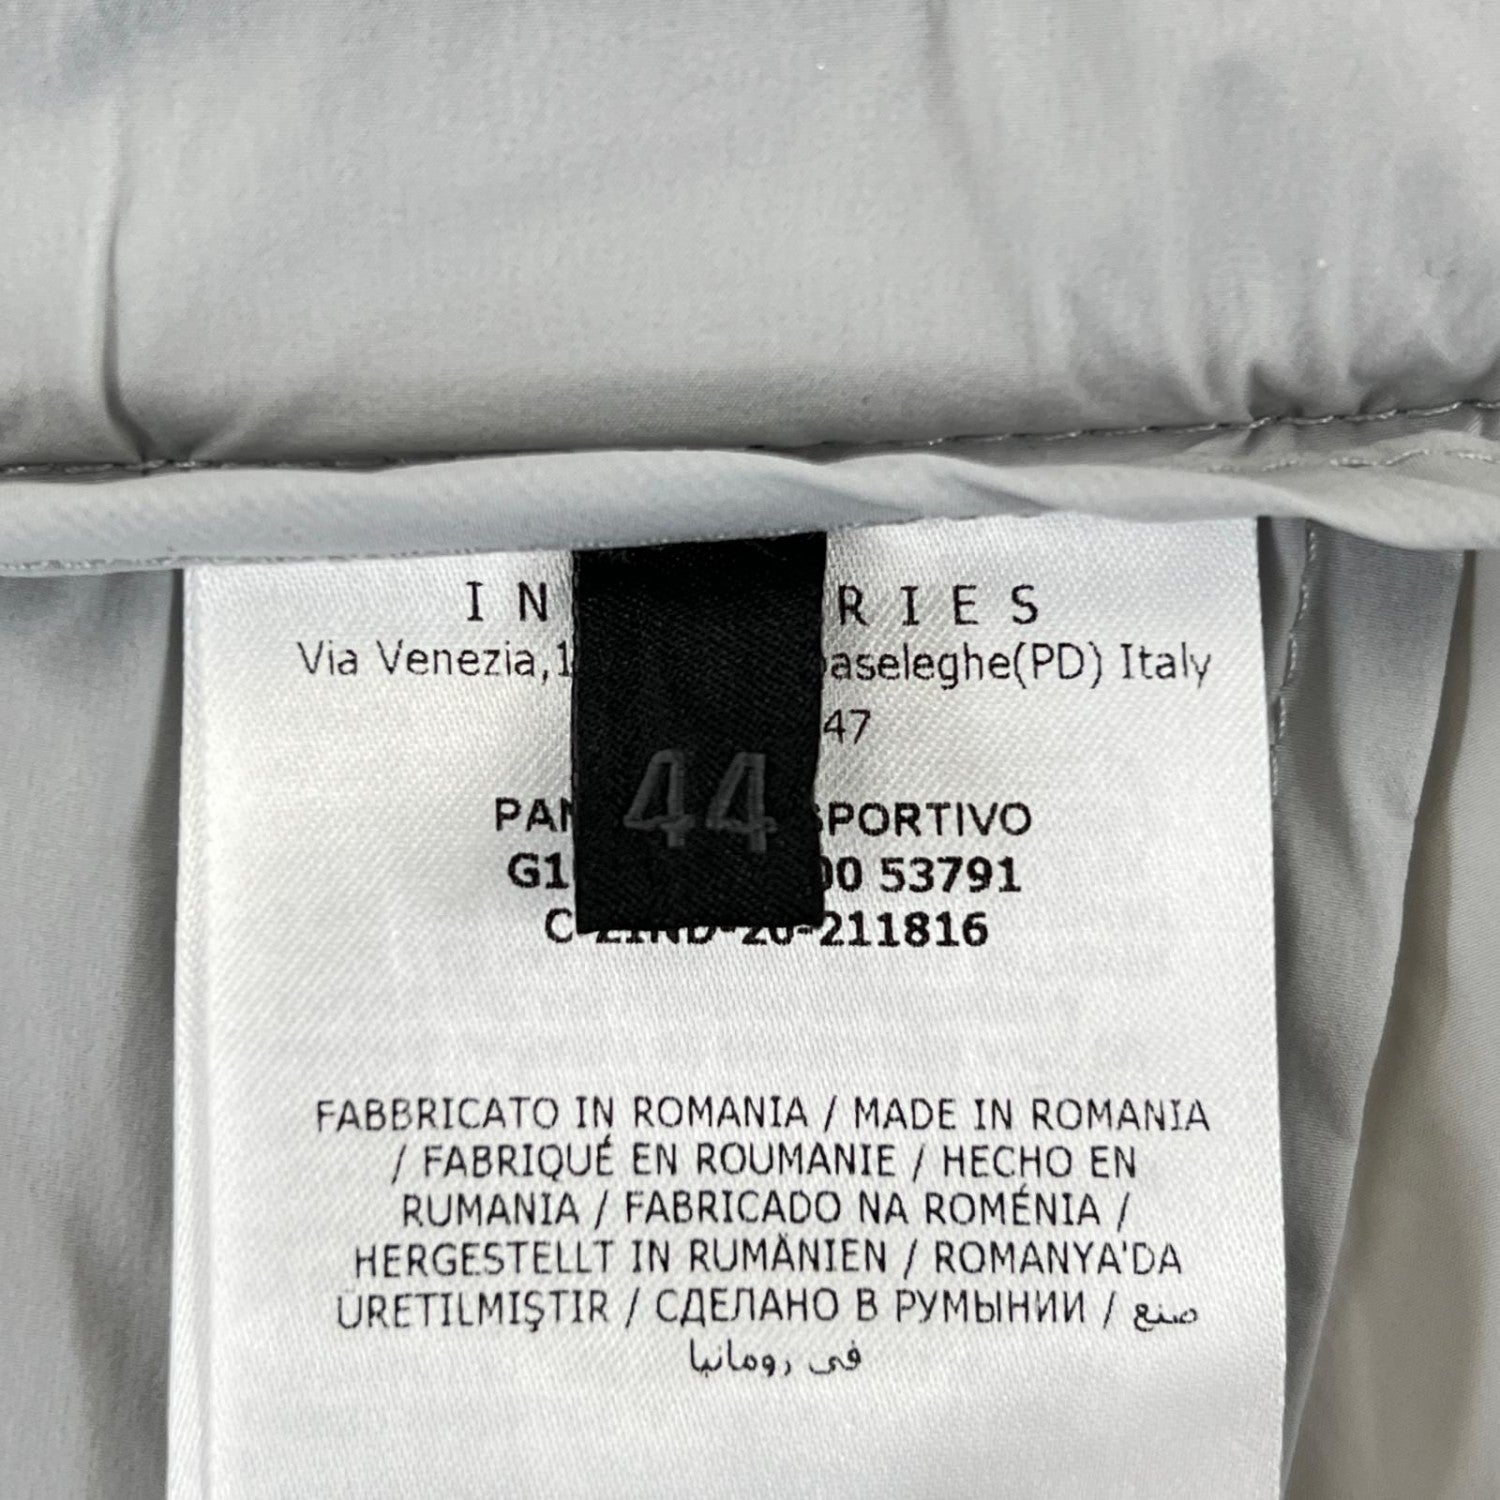 IN RIES
Via Venezia,1 aseleghe(PD) Italy
47
44
PAN SPORTIVO
G1 00 53791
C 211816
FABBRICATO IN ROMANIA / MADE IN ROMANIA
/ FABRIQUÉ EN ROUMANIE / HECHO EN
RUMANIA / FABRICADO NA ROMÉNIA /
HERGESTELLT IN RUMÄNIEN / ROMANYA'DA
ÜRETILMIŞTIR / СДЕЛАНО В РУМЫНИИ / صنع
في رومانيا